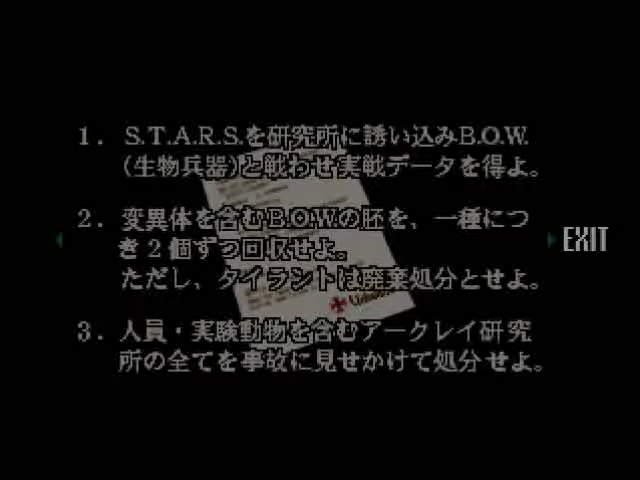 1. S.T.A.R.S.を研究所に誘い込みB.O.W.
(生物兵器)と戦わせ実戦データを得よ。
2. 変異体を含むB.O.W.の胚を、一種につ
き2個ずつ回収せよ。
EXIT
ただし、タイラントは廃棄処分とせよ。
3. 人員・実験動物を含むアークレイ研究
所の全てを事故に見せかけて処分せよ。